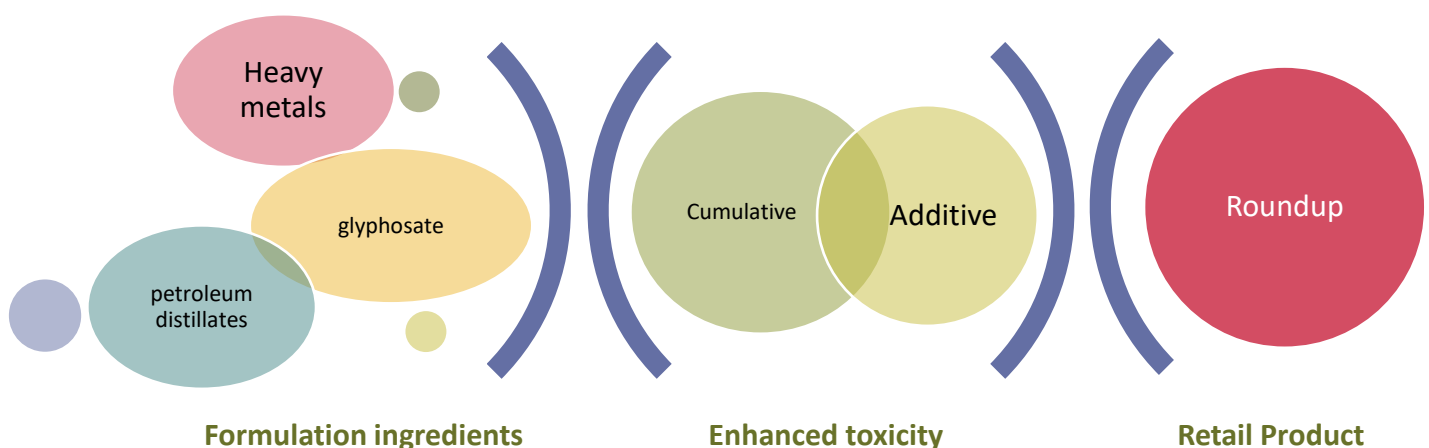 Heavy
metals
glyphosate
petroleum
distillates
Cumulative
Additive
Roundup
Formulation ingredients
Enhanced toxicity
Retail Product